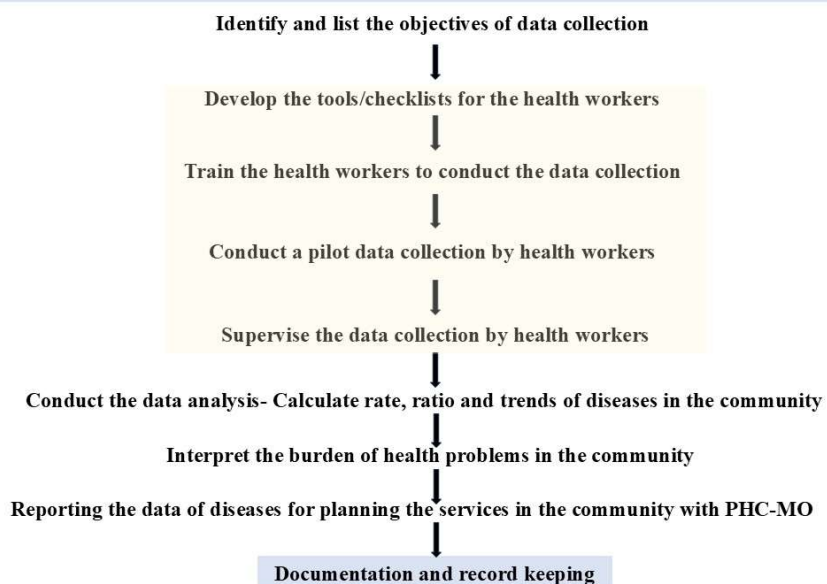 Identify and list the objectives of data collection
Develop the tools/checklists for the health workers
Train the health workers to conduct the data collection
Conduct a pilot data collection by health workers
Supervise the data collection by health workers
Conduct the data analysis- Calculate rate, ratio and trends of diseases in the community
Interpret the burden of health problems in the community
Reporting the data of diseases for planning the services in the community with PHC-MO
Documentation and record keeping